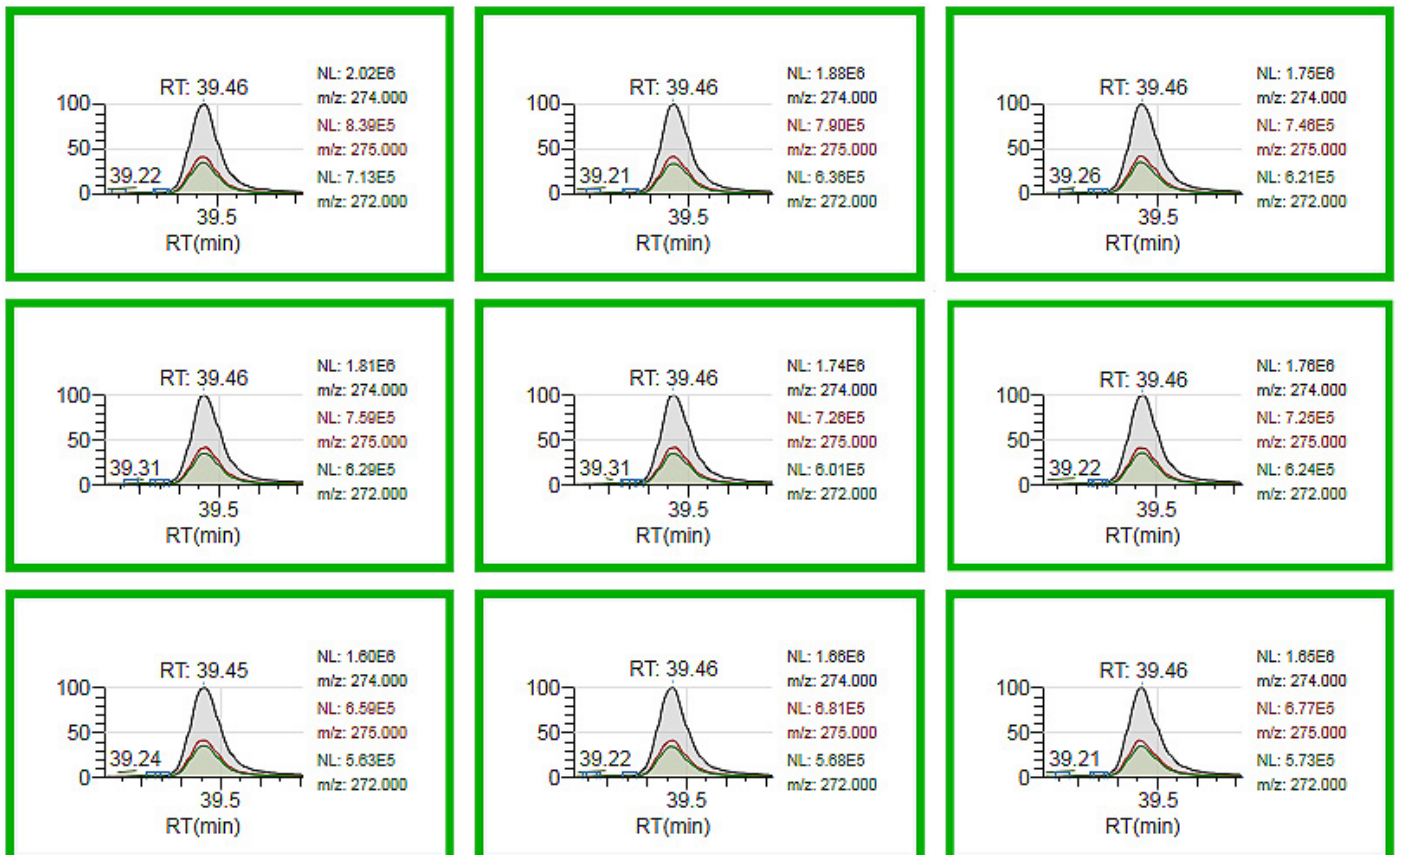 NL: 2.02E6
RT: 39.46
m/z: 274.000
100
NL: 8.39E5
50
m/z: 275.000
39.22
NL: 7.13E5
0
m/z: 272.000
39.5
RT(min)
NL: 1.88E6
RT: 39.46
m/z: 274.000
100
NL: 7.90E5
50
m/z: 275.000
39.21
NL: 6.36E5
0
m/z: 272.000
39.5
RT(min)
NL: 1.75E6
RT: 39.46
m/z: 274.000
100
NL: 7.46E5
50
m/z: 275.000
39.26
NL: 6.21E5
0
m/z: 272.000
39.5
RT(min)
NL: 1.81E6
RT: 39.46
m/z: 274.000
100
NL: 7.59E5
50
m/z: 275.000
39.31
NL: 6.29E5
0
m/z: 272.000
39.5
RT(min)
NL: 1.74E6
RT: 39.46
m/z: 274.000
100
NL: 7.26E5
50
m/z: 275.000
39.31
NL: 6.01E5
0
m/z: 272.000
39.5
RT(min)
NL: 1.76E6
RT: 39.46
m/z: 274.000
100
NL: 7.25E5
50
m/z: 275.000
39.22
NL: 6.24E5
0
m/z: 272.000
39.5
RT(min)
NL: 1.60E6
RT: 39.45
m/z: 274.000
100
NL: 6.59E5
50
m/z: 275.000
39.24
NL: 5.63E5
0
m/z: 272.000
39.5
RT(min)
NL: 1.66E6
RT: 39.46
m/z: 274.000
100
NL: 6.81E5
50
m/z: 275.000
39.22
NL: 5.68E5
0
m/z: 272.000
39.5
RT(min)
NL: 1.65E6
RT: 39.46
m/z: 274.000
100
NL: 6.77E5
50
m/z: 275.000
39.21
NL: 5.73E5
0
m/z: 272.000
39.5
RT(min)